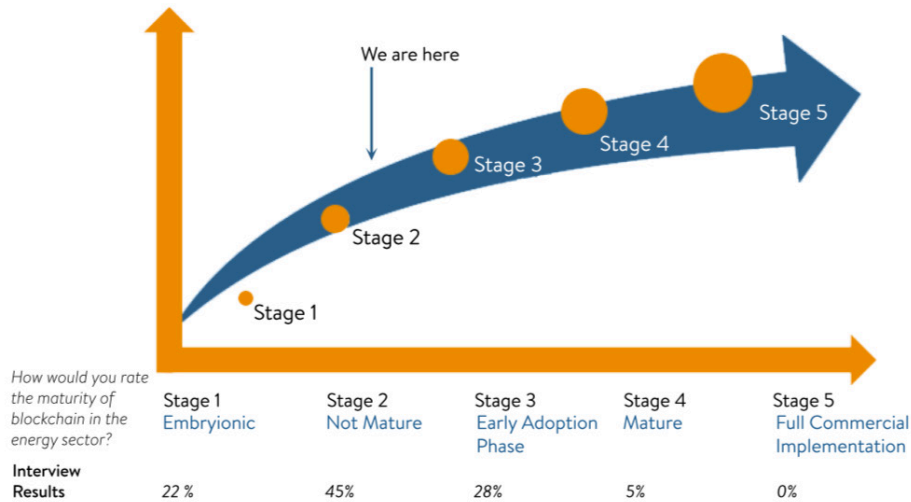 We are here
Stage 5
Stage 4
Stage 3
Stage 2
Stage 1
How would you rate
the maturity of
blockchain in the
energy sector?
Stage 1
Embryionic
Stage 2
Not Mature
Stage 3
Early Adoption
Phase
Stage 4
Mature
Stage 5
Full Commercial
Implementation
Interview
Results
22 %
45%
28%
5%
0%